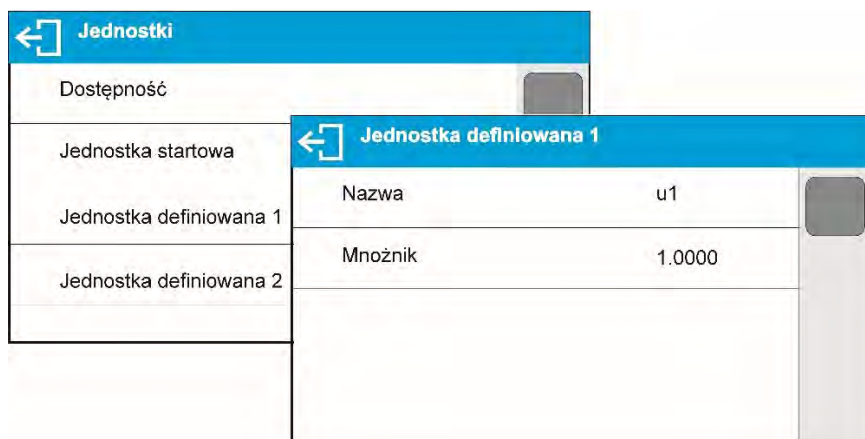 Jednostki
Dostępność
Jednostka startowa
Jednostka definiowana 1
Jednostka definiowana 2
Jednostka definiowana 1
Nazwa u1
Mnożnik 1.0000